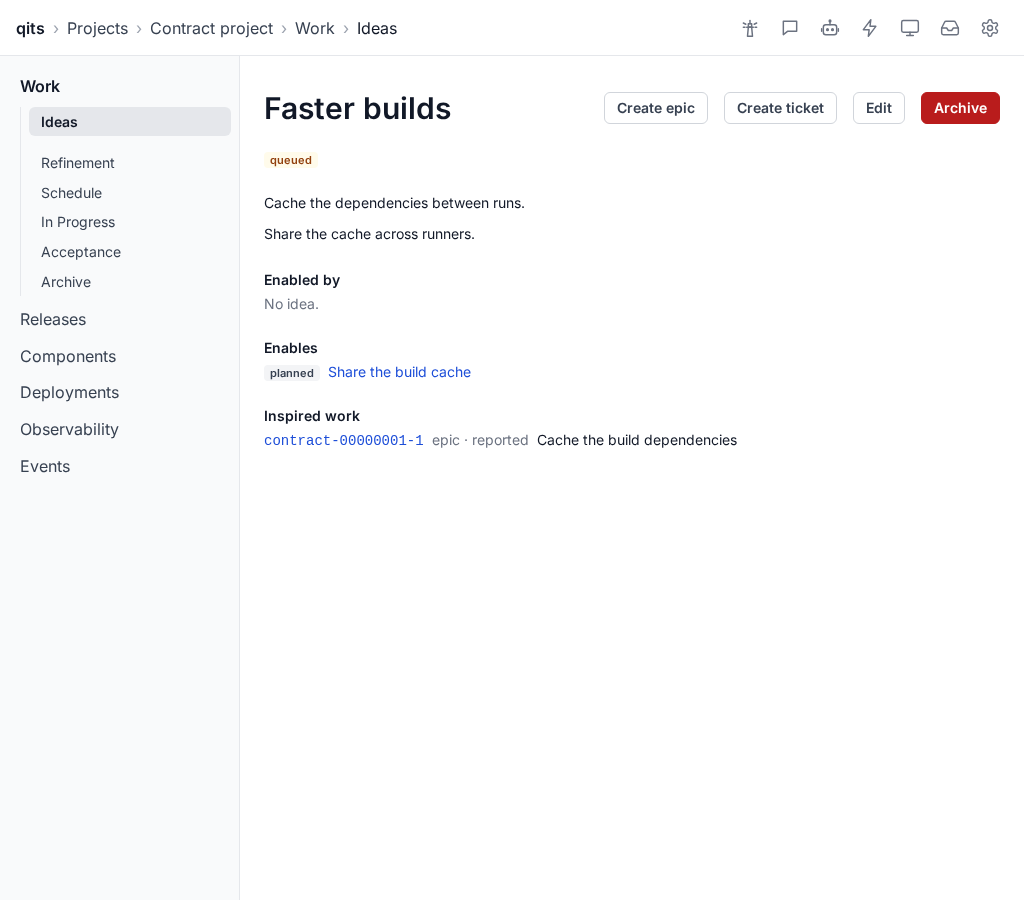 qits › Projects › Contract project › Work › Ideas
Work
Ideas
Refinement
Schedule
In Progress
Acceptance
Archive
Releases
Components
Deployments
Observability
Events
Faster builds
Create epic
Create ticket
Edit
Archive
queued
Cache the dependencies between runs.
Share the cache across runners.
Enabled by
No idea.
Enables
planned Share the build cache
Inspired work
contract-00000001-1 epic · reported Cache the build dependencies